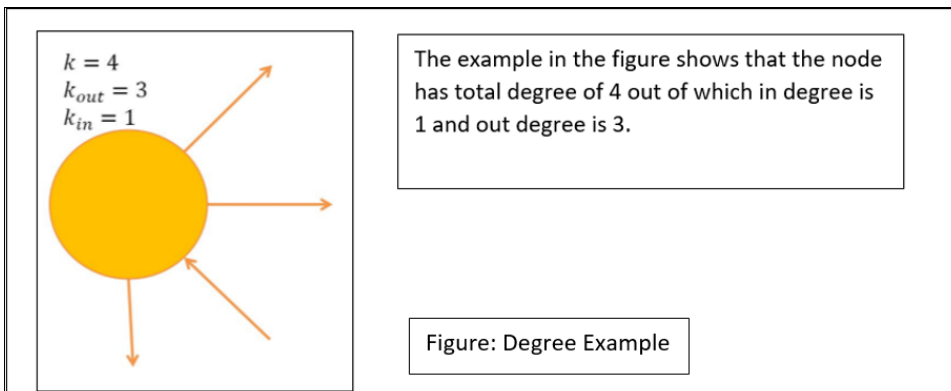 k = 4
k_out = 3
k_in = 1
The example in the figure shows that the node
has total degree of 4 out of which in degree is
1 and out degree is 3.
Figure: Degree Example